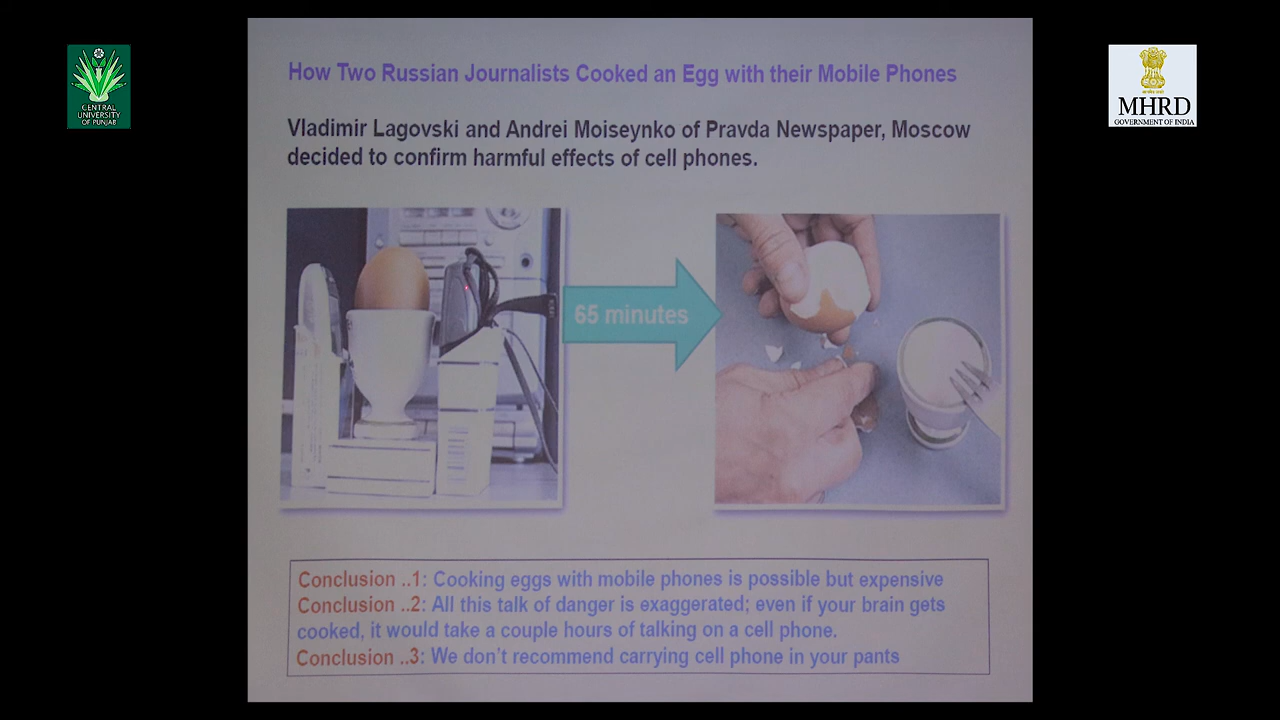 How Two Russian Journalists Cooked an Egg with their Mobile Phones
Vladimir Lagovski and Andrei Moiseynko of Pravda Newspaper, Moscow
decided to confirm harmful effects of cell phones.
65 minutes
Conclusion ..1: Cooking eggs with mobile phones is possible but expensive
Conclusion ..2: All this talk of danger is exaggerated; even if your brain gets
cooked, it would take a couple hours of talking on a cell phone.
Conclusion ..3: We don't recommend carrying cell phone in your pants
CENTRAL
UNIVERSITY
OF PUNJAB
MHRD
GOVERNMENT OF INDIA